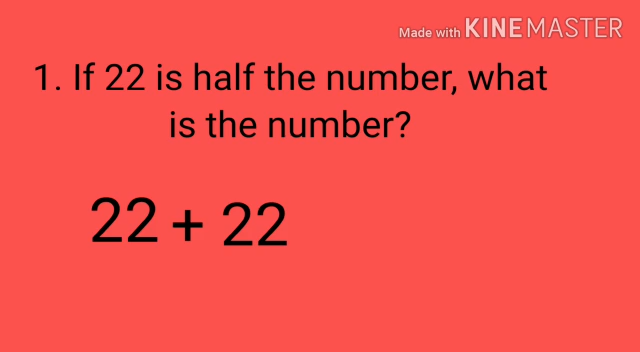 Made with KINEMASTER
1. If 22 is half the number, what
is the number?
22 + 22